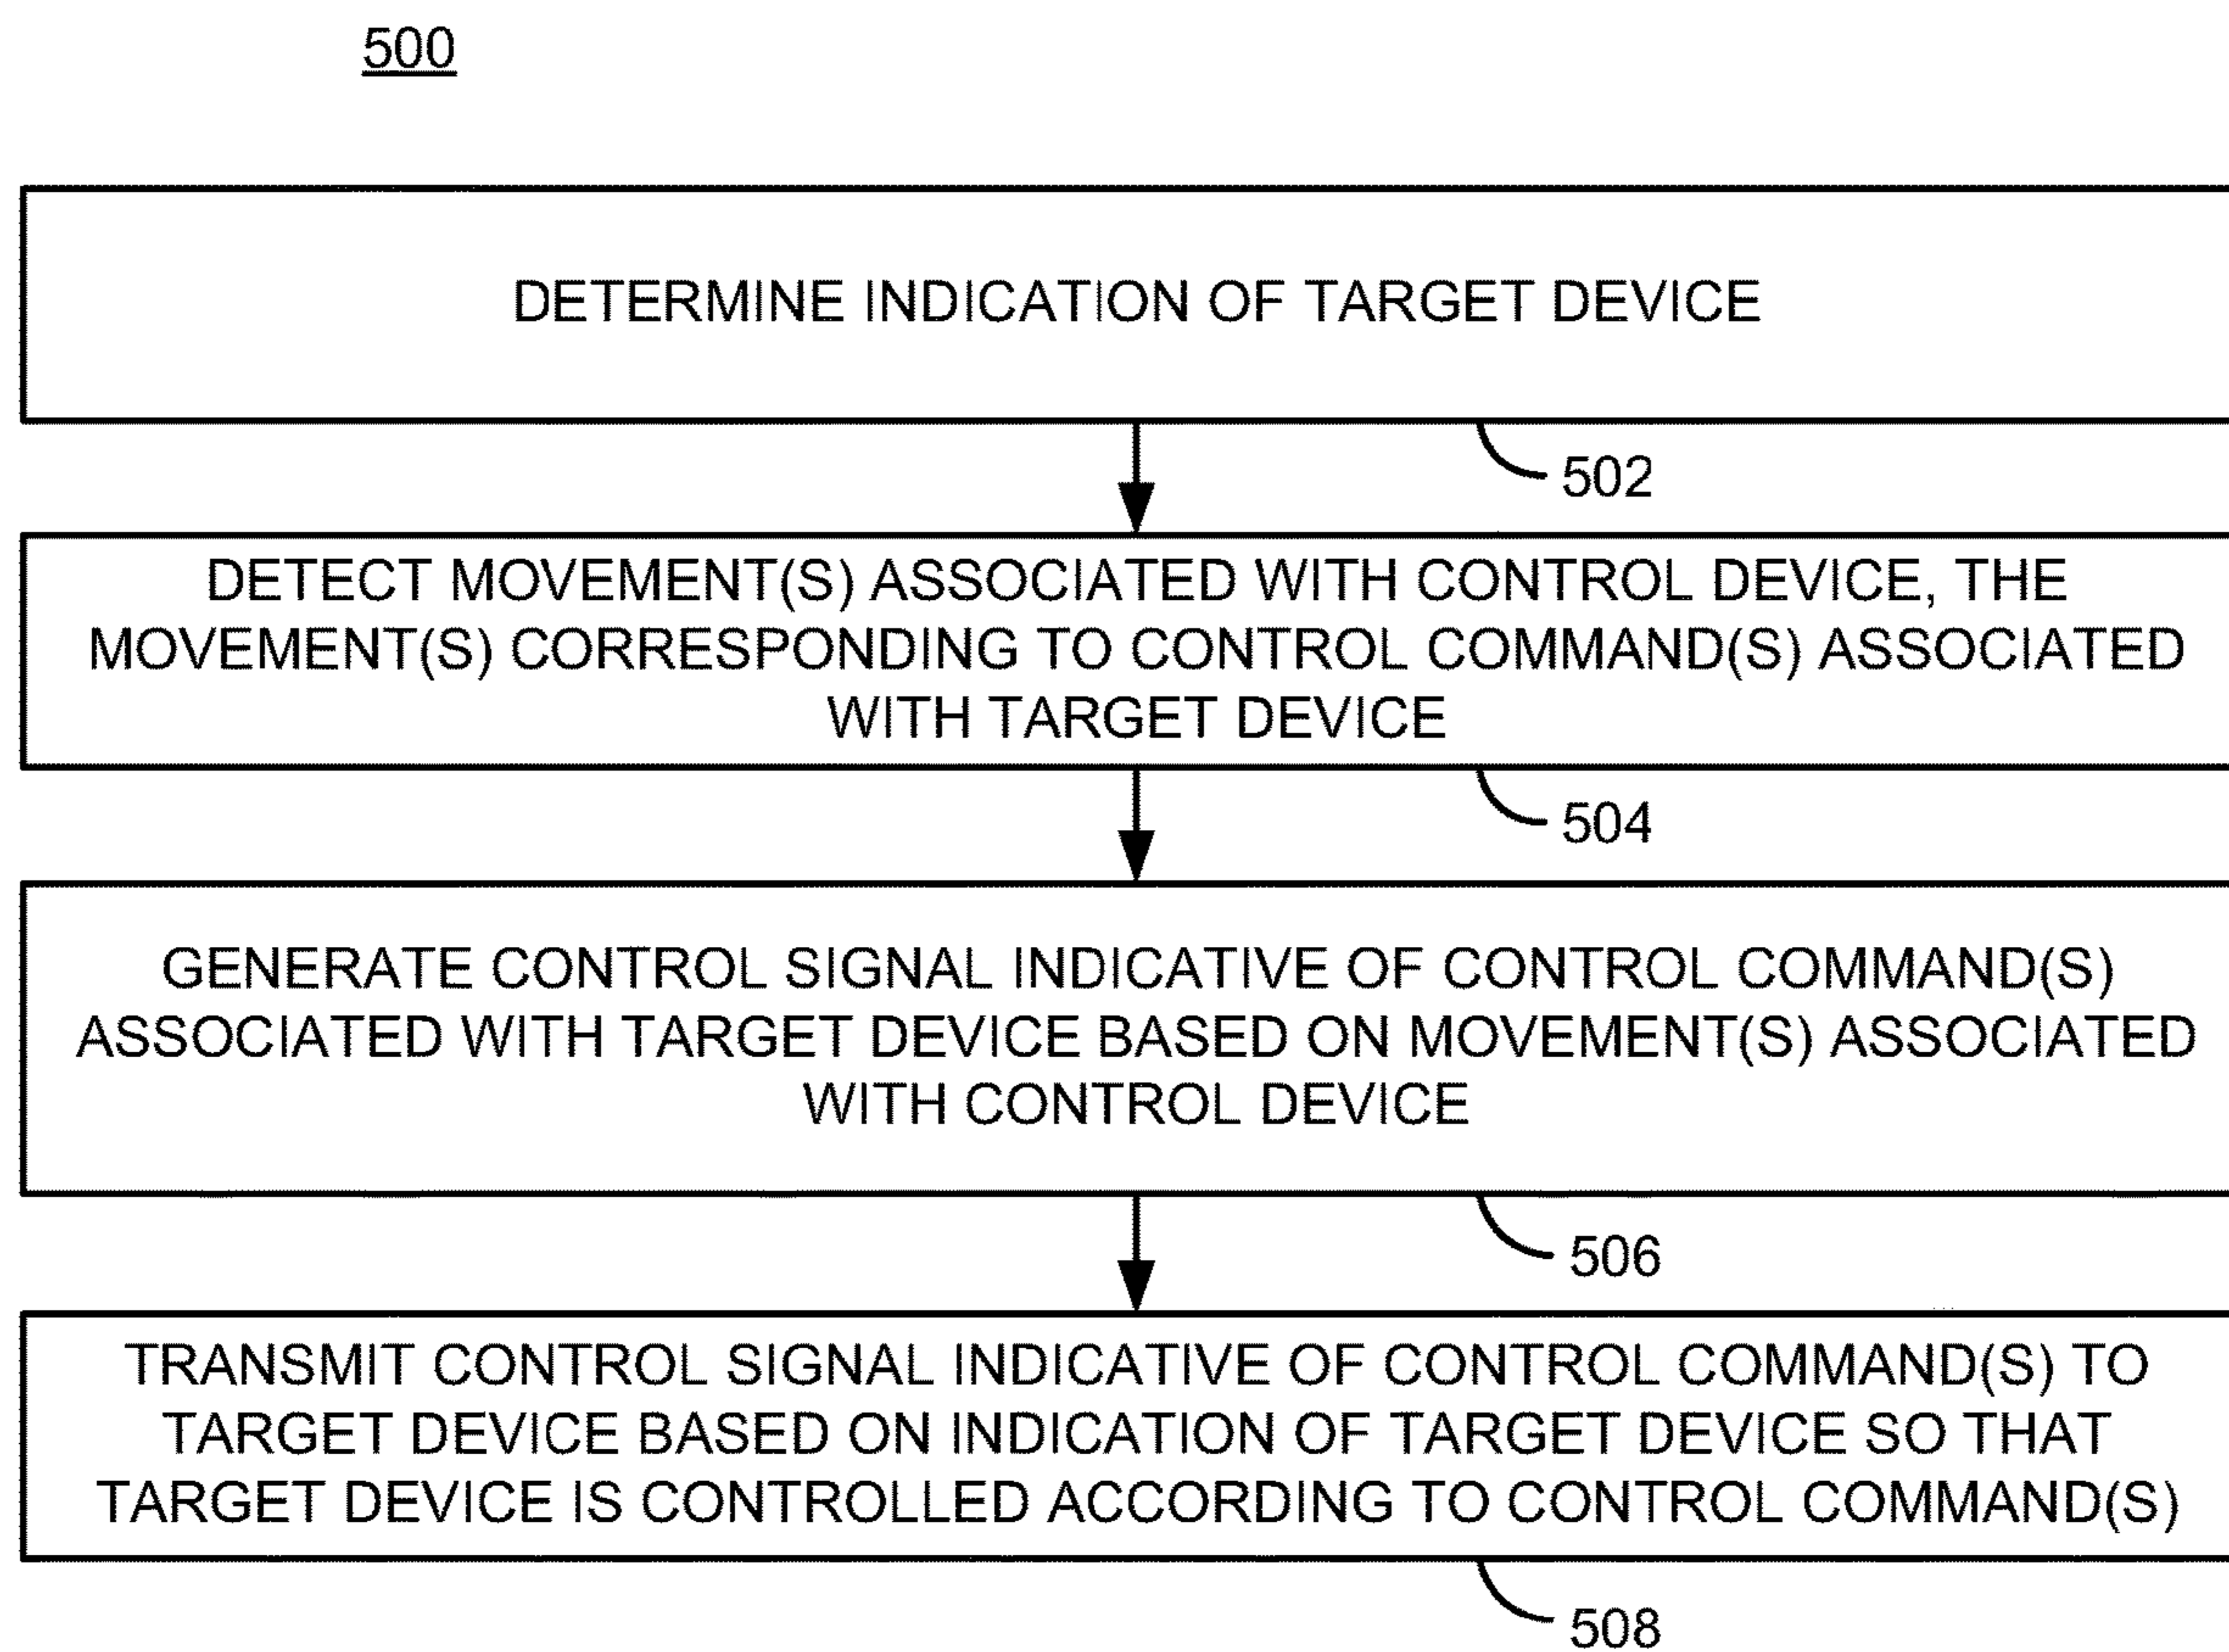 500
DETERMINE INDICATION OF TARGET DEVICE
502
DETECT MOVEMENT(S) ASSOCIATED WITH CONTROL DEVICE, THE
MOVEMENT(S) CORRESPONDING TO CONTROL COMMAND(S) ASSOCIATED
WITH TARGET DEVICE
504
GENERATE CONTROL SIGNAL INDICATIVE OF CONTROL COMMAND(S)
ASSOCIATED WITH TARGET DEVICE BASED ON MOVEMENT(S) ASSOCIATED
WITH CONTROL DEVICE
506
TRANSMIT CONTROL SIGNAL INDICATIVE OF CONTROL COMMAND(S) TO
TARGET DEVICE BASED ON INDICATION OF TARGET DEVICE SO THAT
TARGET DEVICE IS CONTROLLED ACCORDING TO CONTROL COMMAND(S)
508